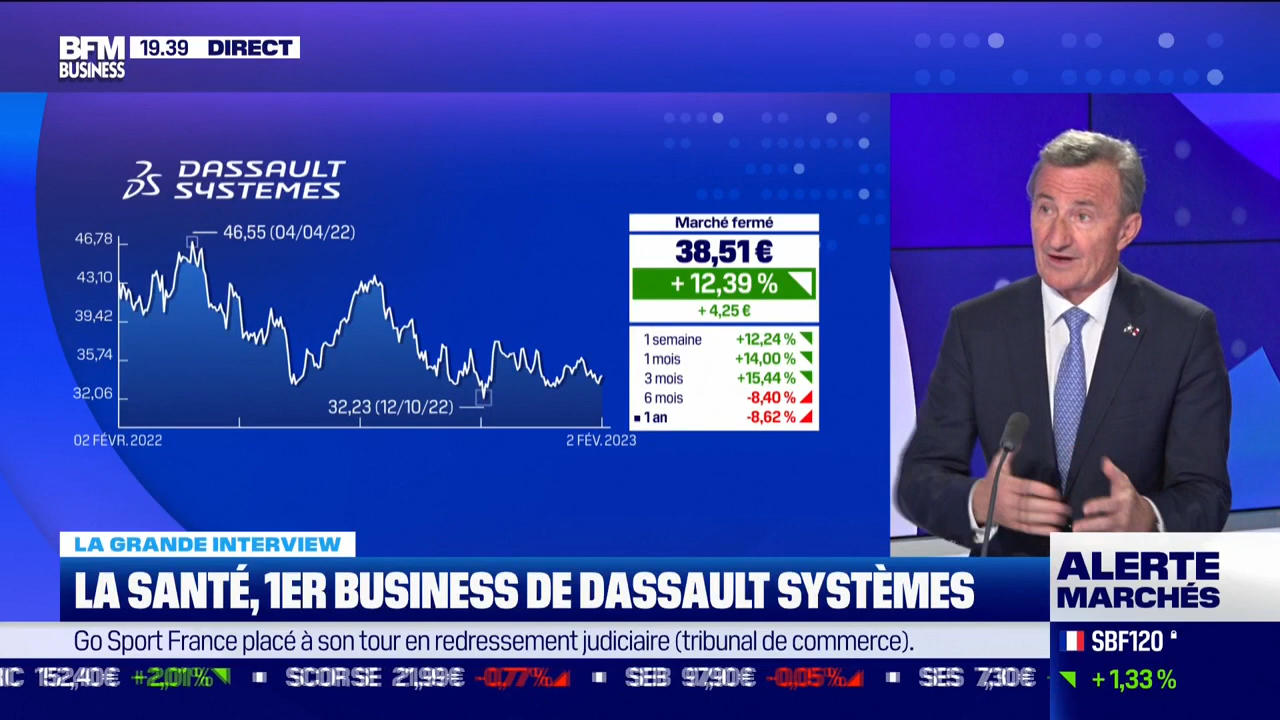 BFM
BUSINESS
19.39 DIRECT
DASSAULT
SYSTEMES
46,78
43,10
39,42
35,74
32,06
46,55 (04/04/22)
32,23 (12/10/22)
02 FÉVR. 2022
2 FÉV. 2023
Marché fermé
38,51 €
+ 12,39 %
+ 4,25 €
1 semaine +12,24 %
1 mois +14,00 %
3 mois +15,44 %
6 mois -8,40 %
1 an -8,62 %
LA GRANDE INTERVIEW
LA SANTÉ, 1ER BUSINESS DE DASSAULT SYSTÈMES
Go Sport France placé à son tour en redressement judiciaire (tribunal de commerce).
ALERTE
MARCHÉS
SBF120
+ 1,33 %
IC 152,40€ +2,01% SCOR SE 21,99€ -0,77% SEB 97,90€ -0,05% SES 7,30€